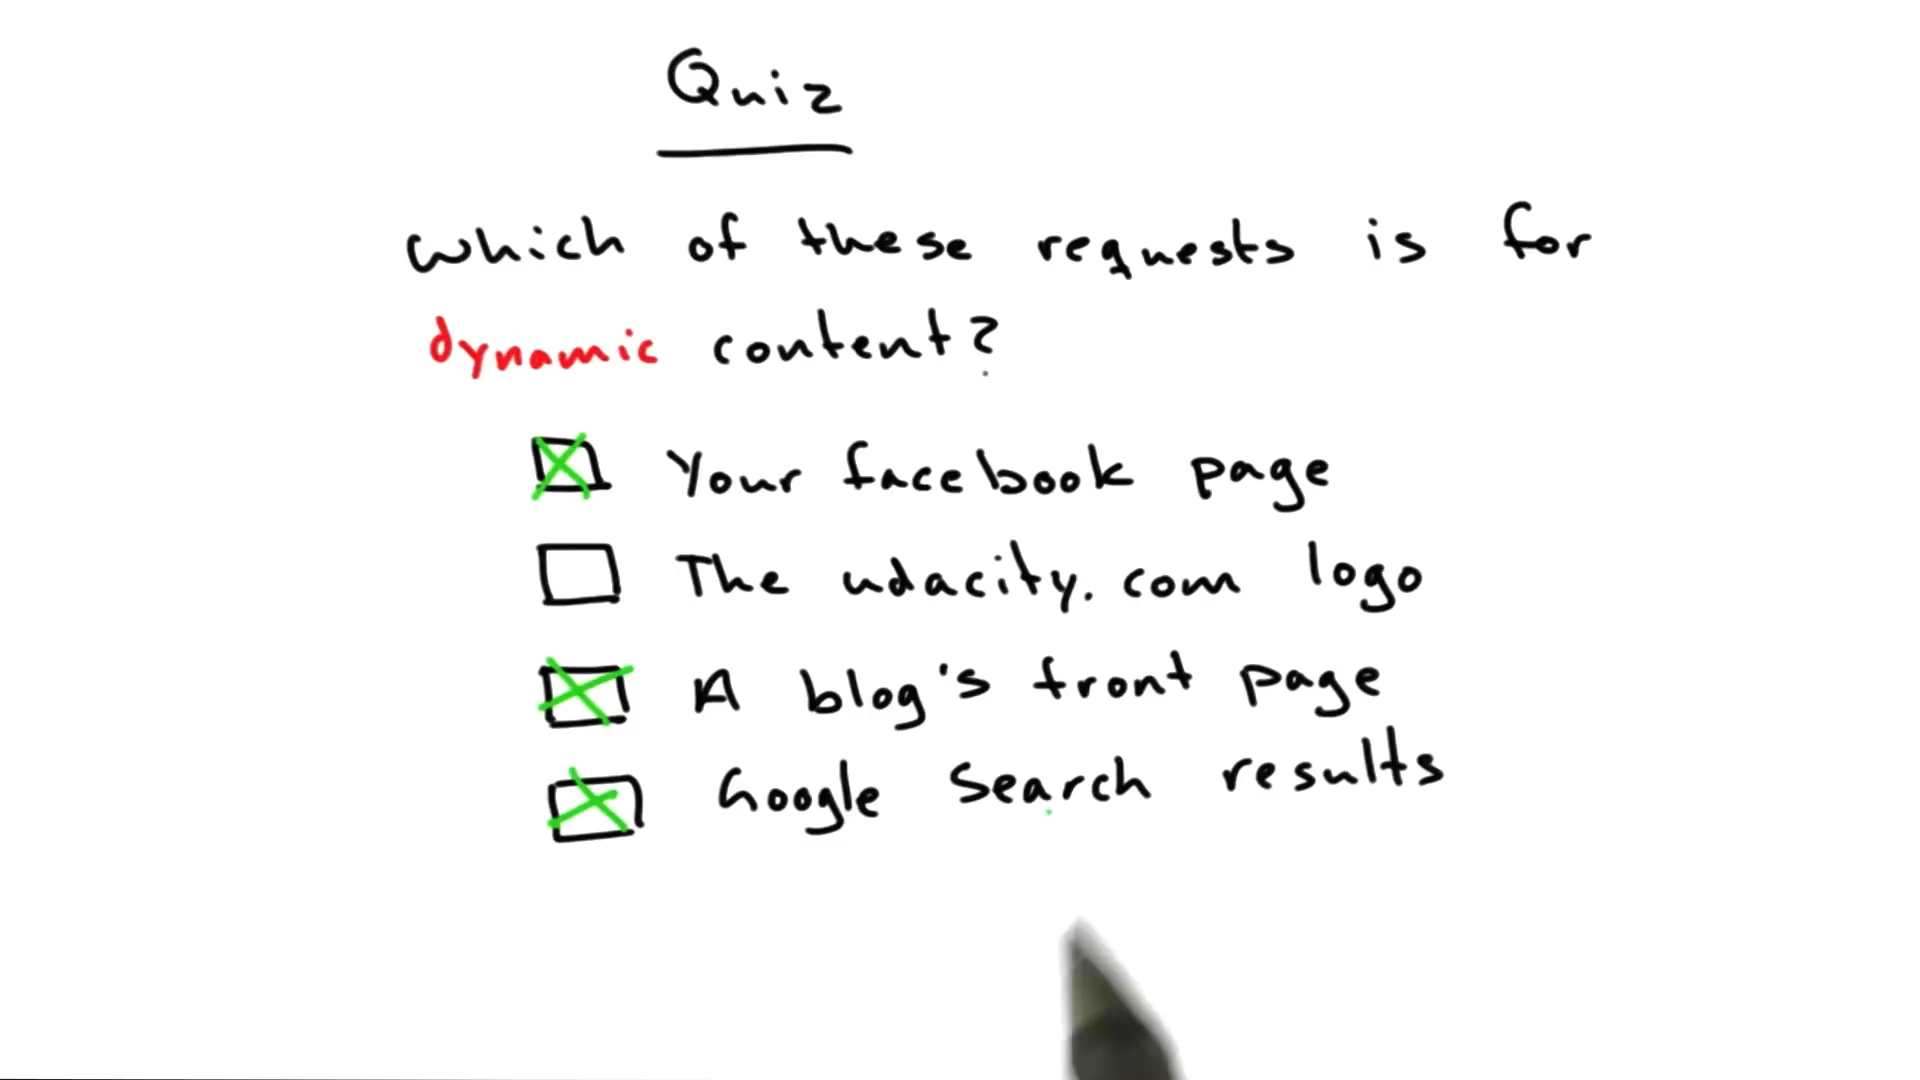 Quiz
Which of these requests is for
dynamic content?
Your facebook page
The udacity.com logo
A blog's front page
Google Search results